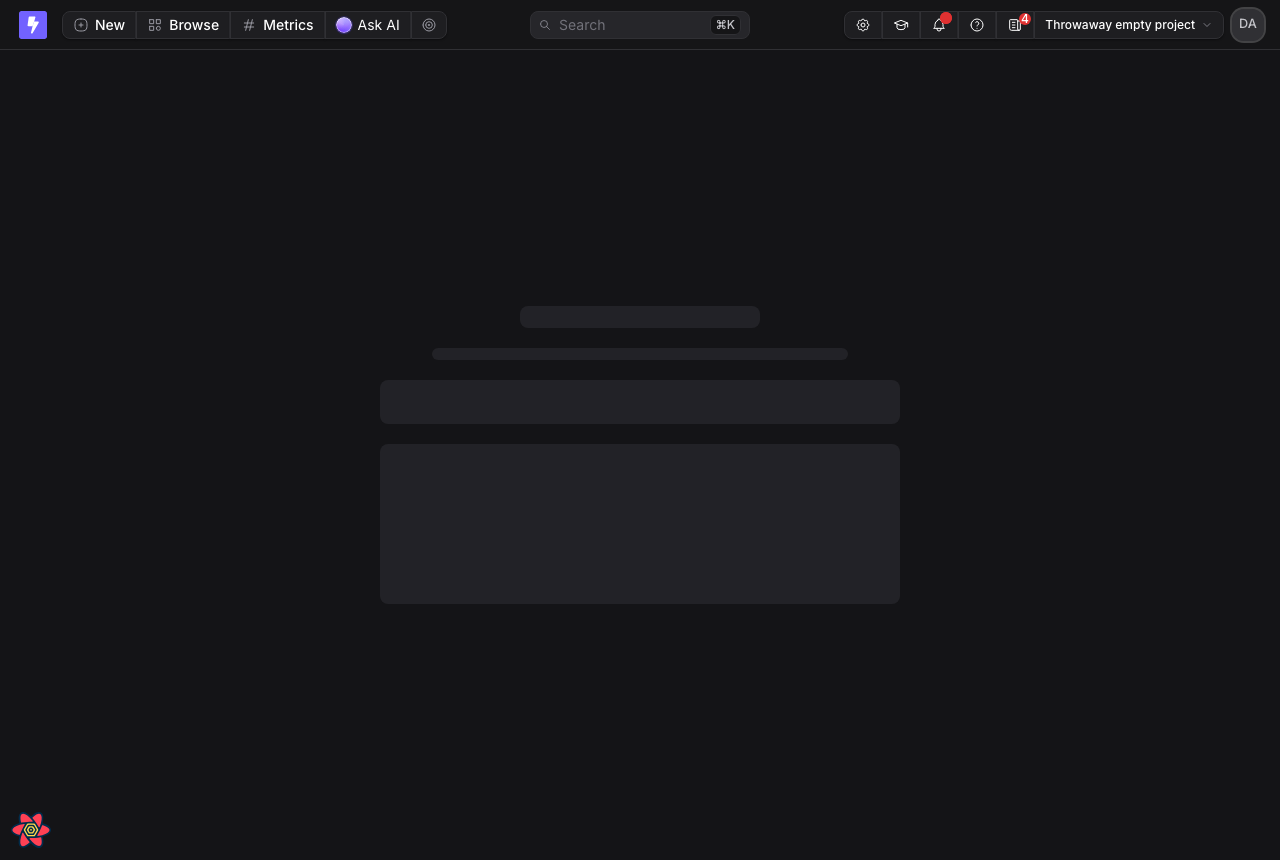 New
Browse
Metrics
Ask AI
Search
⌘K
4
Throwaway empty project
DA